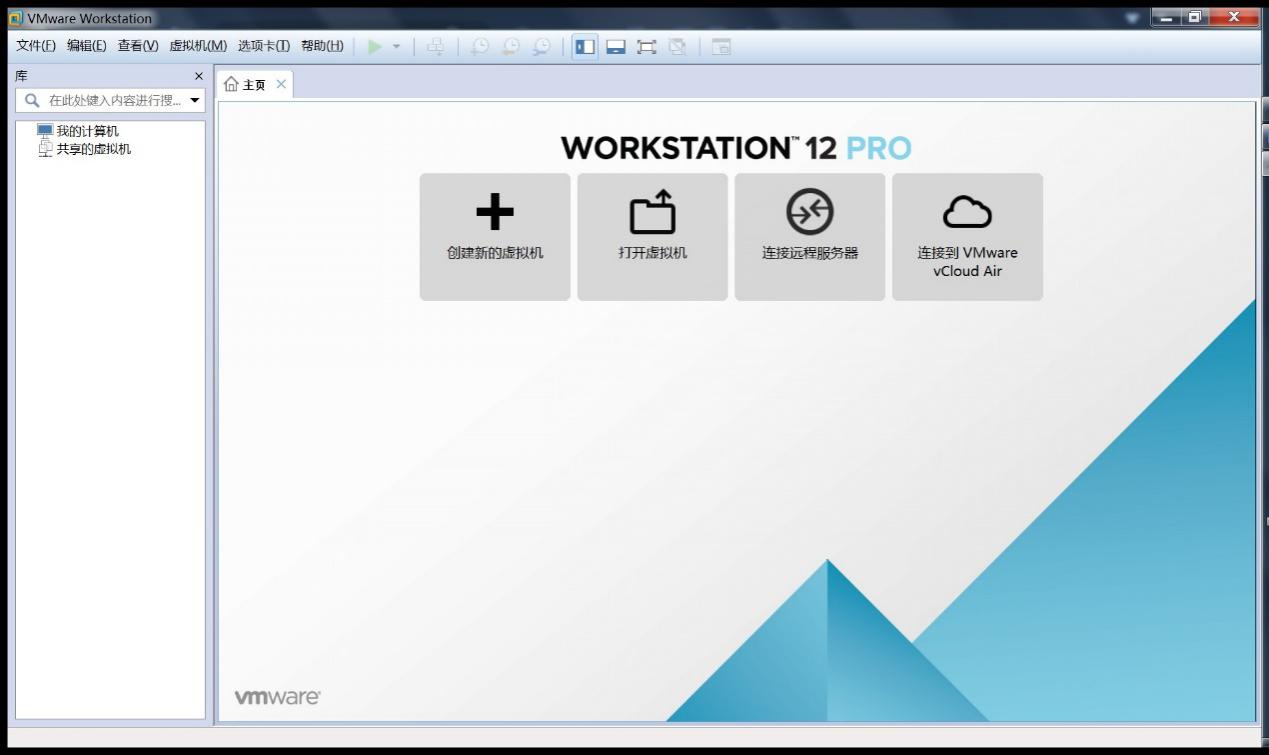 VMware Workstation
文件(F) 编辑(E) 查看(V) 虚拟机(M) 选项卡(T) 帮助(H)
库
在此处键入内容进行搜...
我的计算机
共享的虚拟机
主页
WORKSTATION™ 12 PRO
创建新的虚拟机
打开虚拟机
连接远程服务器
连接到 VMware
vCloud Air
vmware®